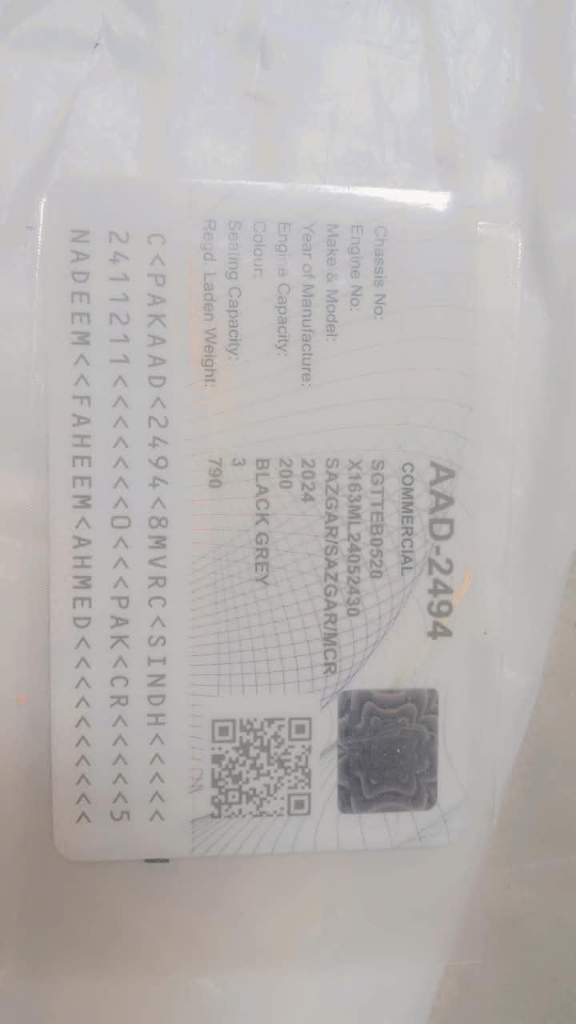 AAD-2494
COMMERCIAL
Chassis No: SGTTEB0520
Engine No: X163ML24052430
Make & Model: SAZGAR/SAZGAR/MCR
Year of Manufacture: 2024
Engine Capacity: 200
Colour: BLACK GREY
Seating Capacity: 3
Regd. Laden Weight: 790
C<PAKAAD<2494<8MVRC<SINDH<<<<<
2411211<<<<<<<0<<<PAK<CR<<<<<5
NADEEM<<FAHEEM<AHMED<<<<<<<<<<